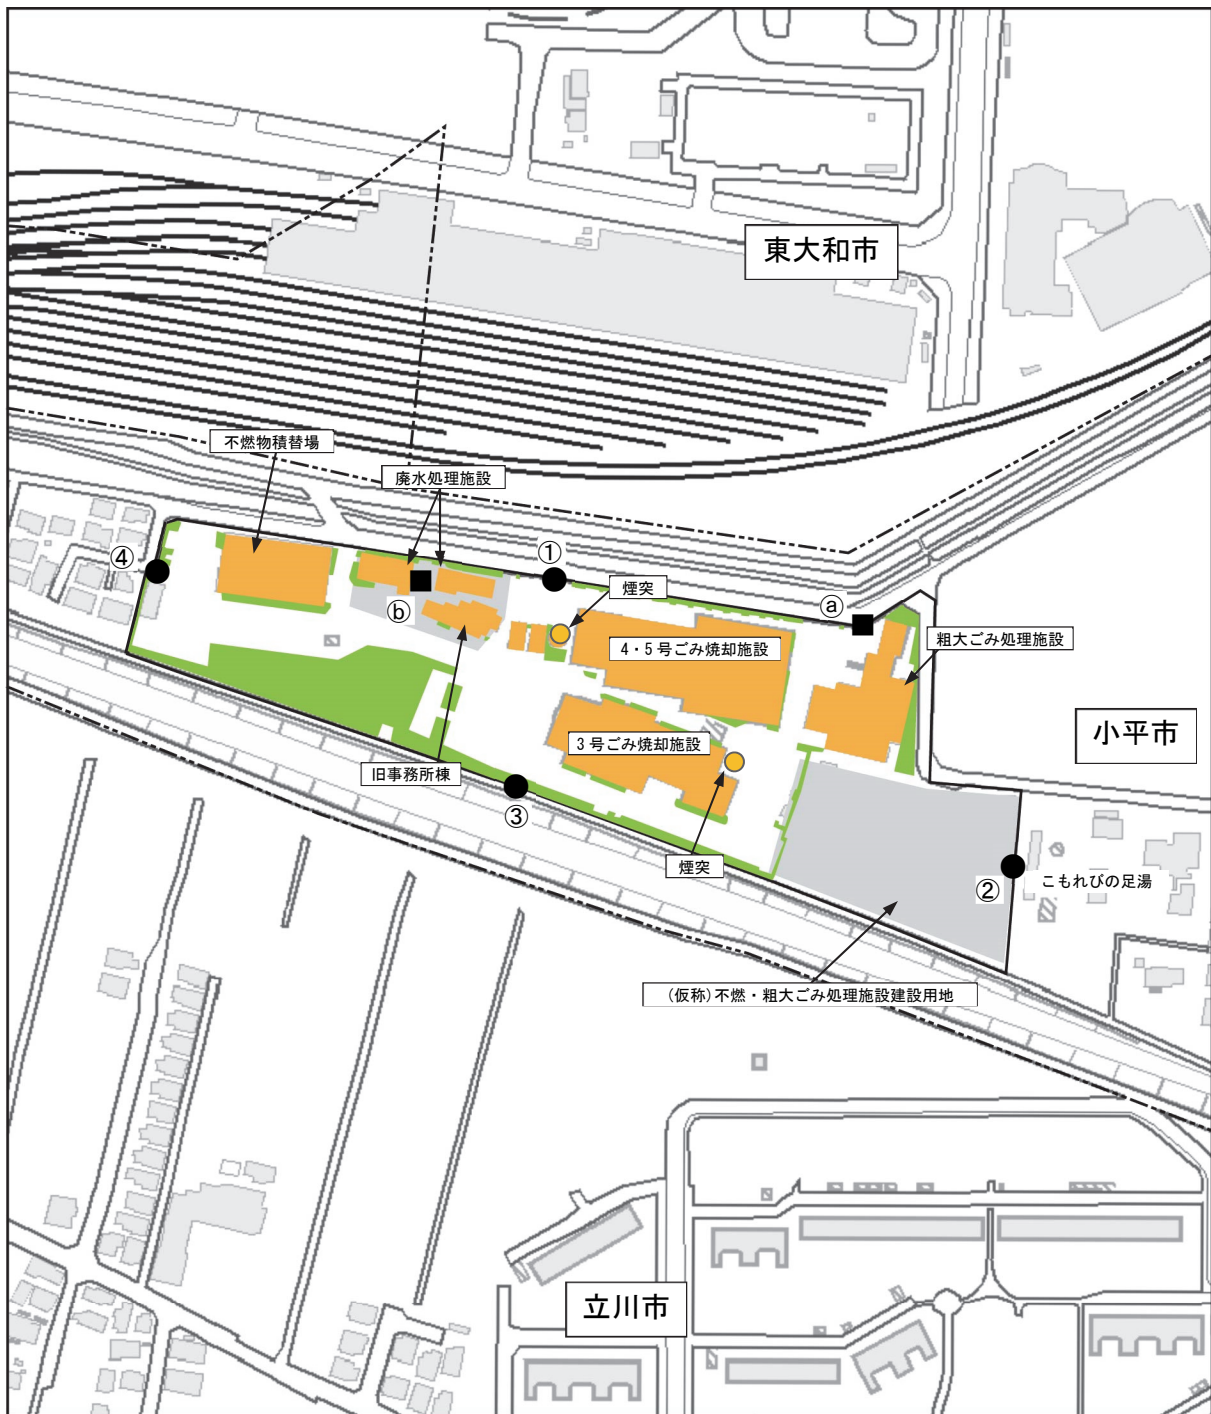 東大和市
不燃物積替場
廃水処理施設
④
①
煙突
ⓐ
ⓑ
4・5号ごみ焼却施設
粗大ごみ処理施設
小平市
3号ごみ焼却施設
旧事務所棟
③
煙突
②
こもれびの足湯
(仮称)不燃・粗大ごみ処理施設建設用地
立川市